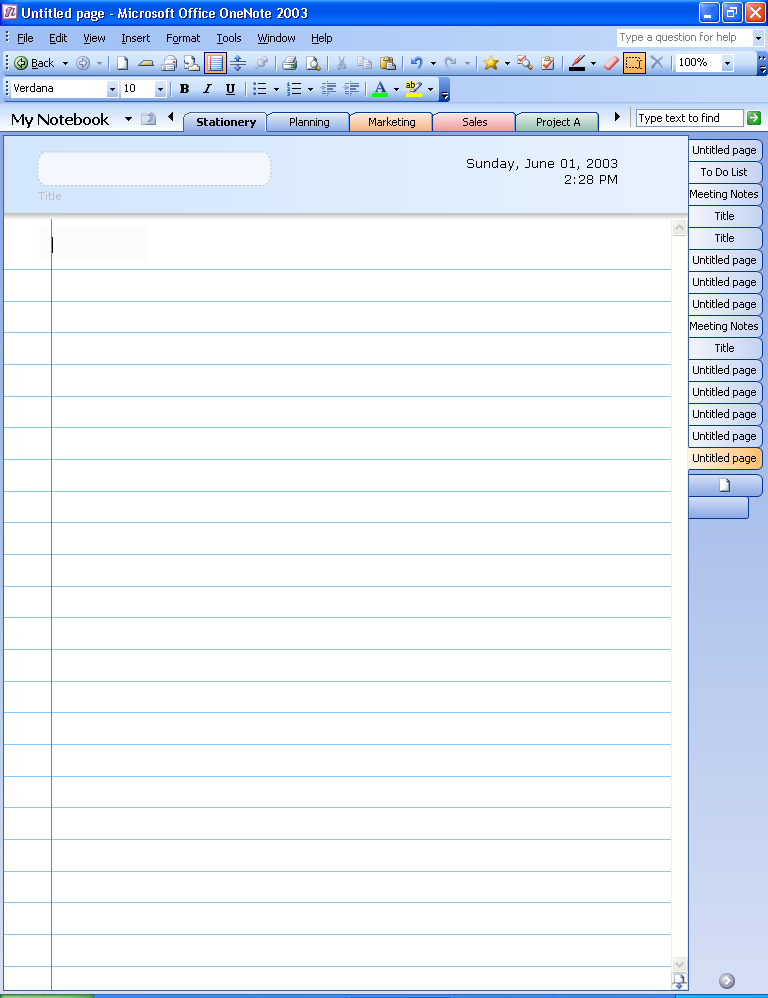 Untitled page - Microsoft Office OneNote 2003
File Edit View Insert Format Tools Window Help Type a question for help
Back 100%
Verdana 10 B I U A ab
My Notebook Stationery Planning Marketing Sales Project A Type text to find
Sunday, June 01, 2003
2:28 PM
Title
Untitled page
To Do List
Meeting Notes
Title
Title
Untitled page
Untitled page
Untitled page
Meeting Notes
Title
Untitled page
Untitled page
Untitled page
Untitled page
Untitled page